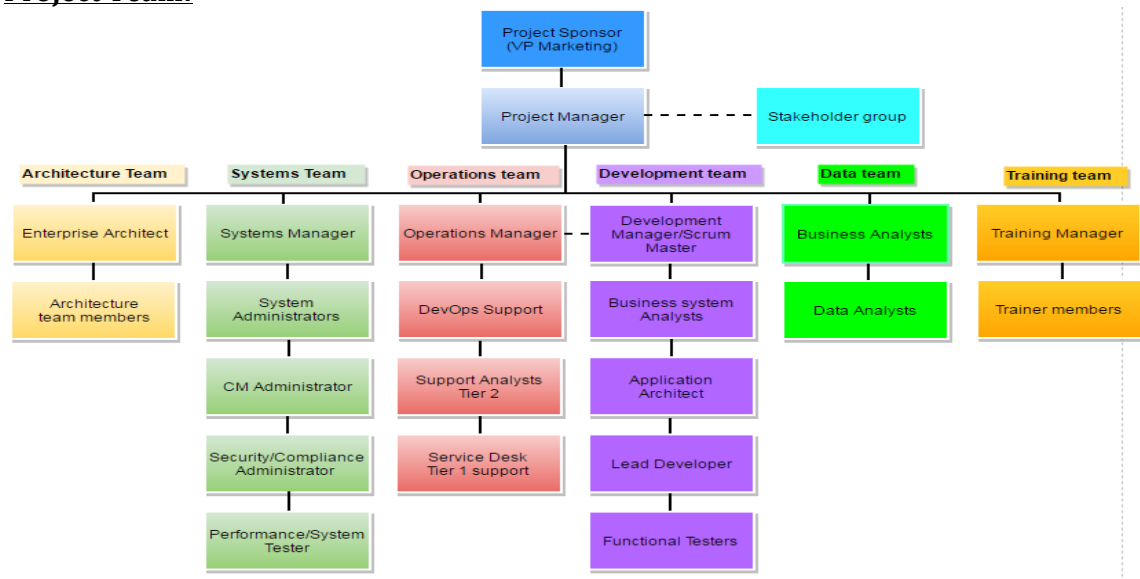 Project Team:
Project Sponsor
(VP Marketing)
Project Manager
Stakeholder group
Architecture Team
Systems Team
Operations team
Development team
Data team
Training team
Enterprise Architect
Systems Manager
Operations Manager
Development
Manager/Scrum
Master
Business Analysts
Training Manager
Architecture
team members
System
Administrators
DevOps Support
Business system
Analysts
Data Analysts
Trainer members
CM Administrator
Support Analysts
Tier 2
Application
Architect
Security/Compliance
Administrator
Service Desk
Tier 1 support
Lead Developer
Performance/System
Tester
Functional Testers